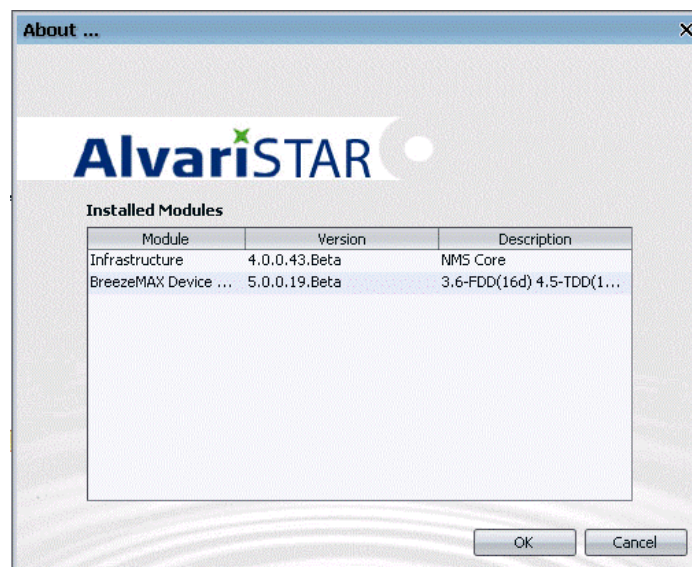 About ...
AlvariSTAR
Installed Modules
Module Version Description
Infrastructure 4.0.0.43.Beta NMS Core
BreezeMAX Device ... 5.0.0.19.Beta 3.6-FDD(16d) 4.5-TDD(1...
OK Cancel